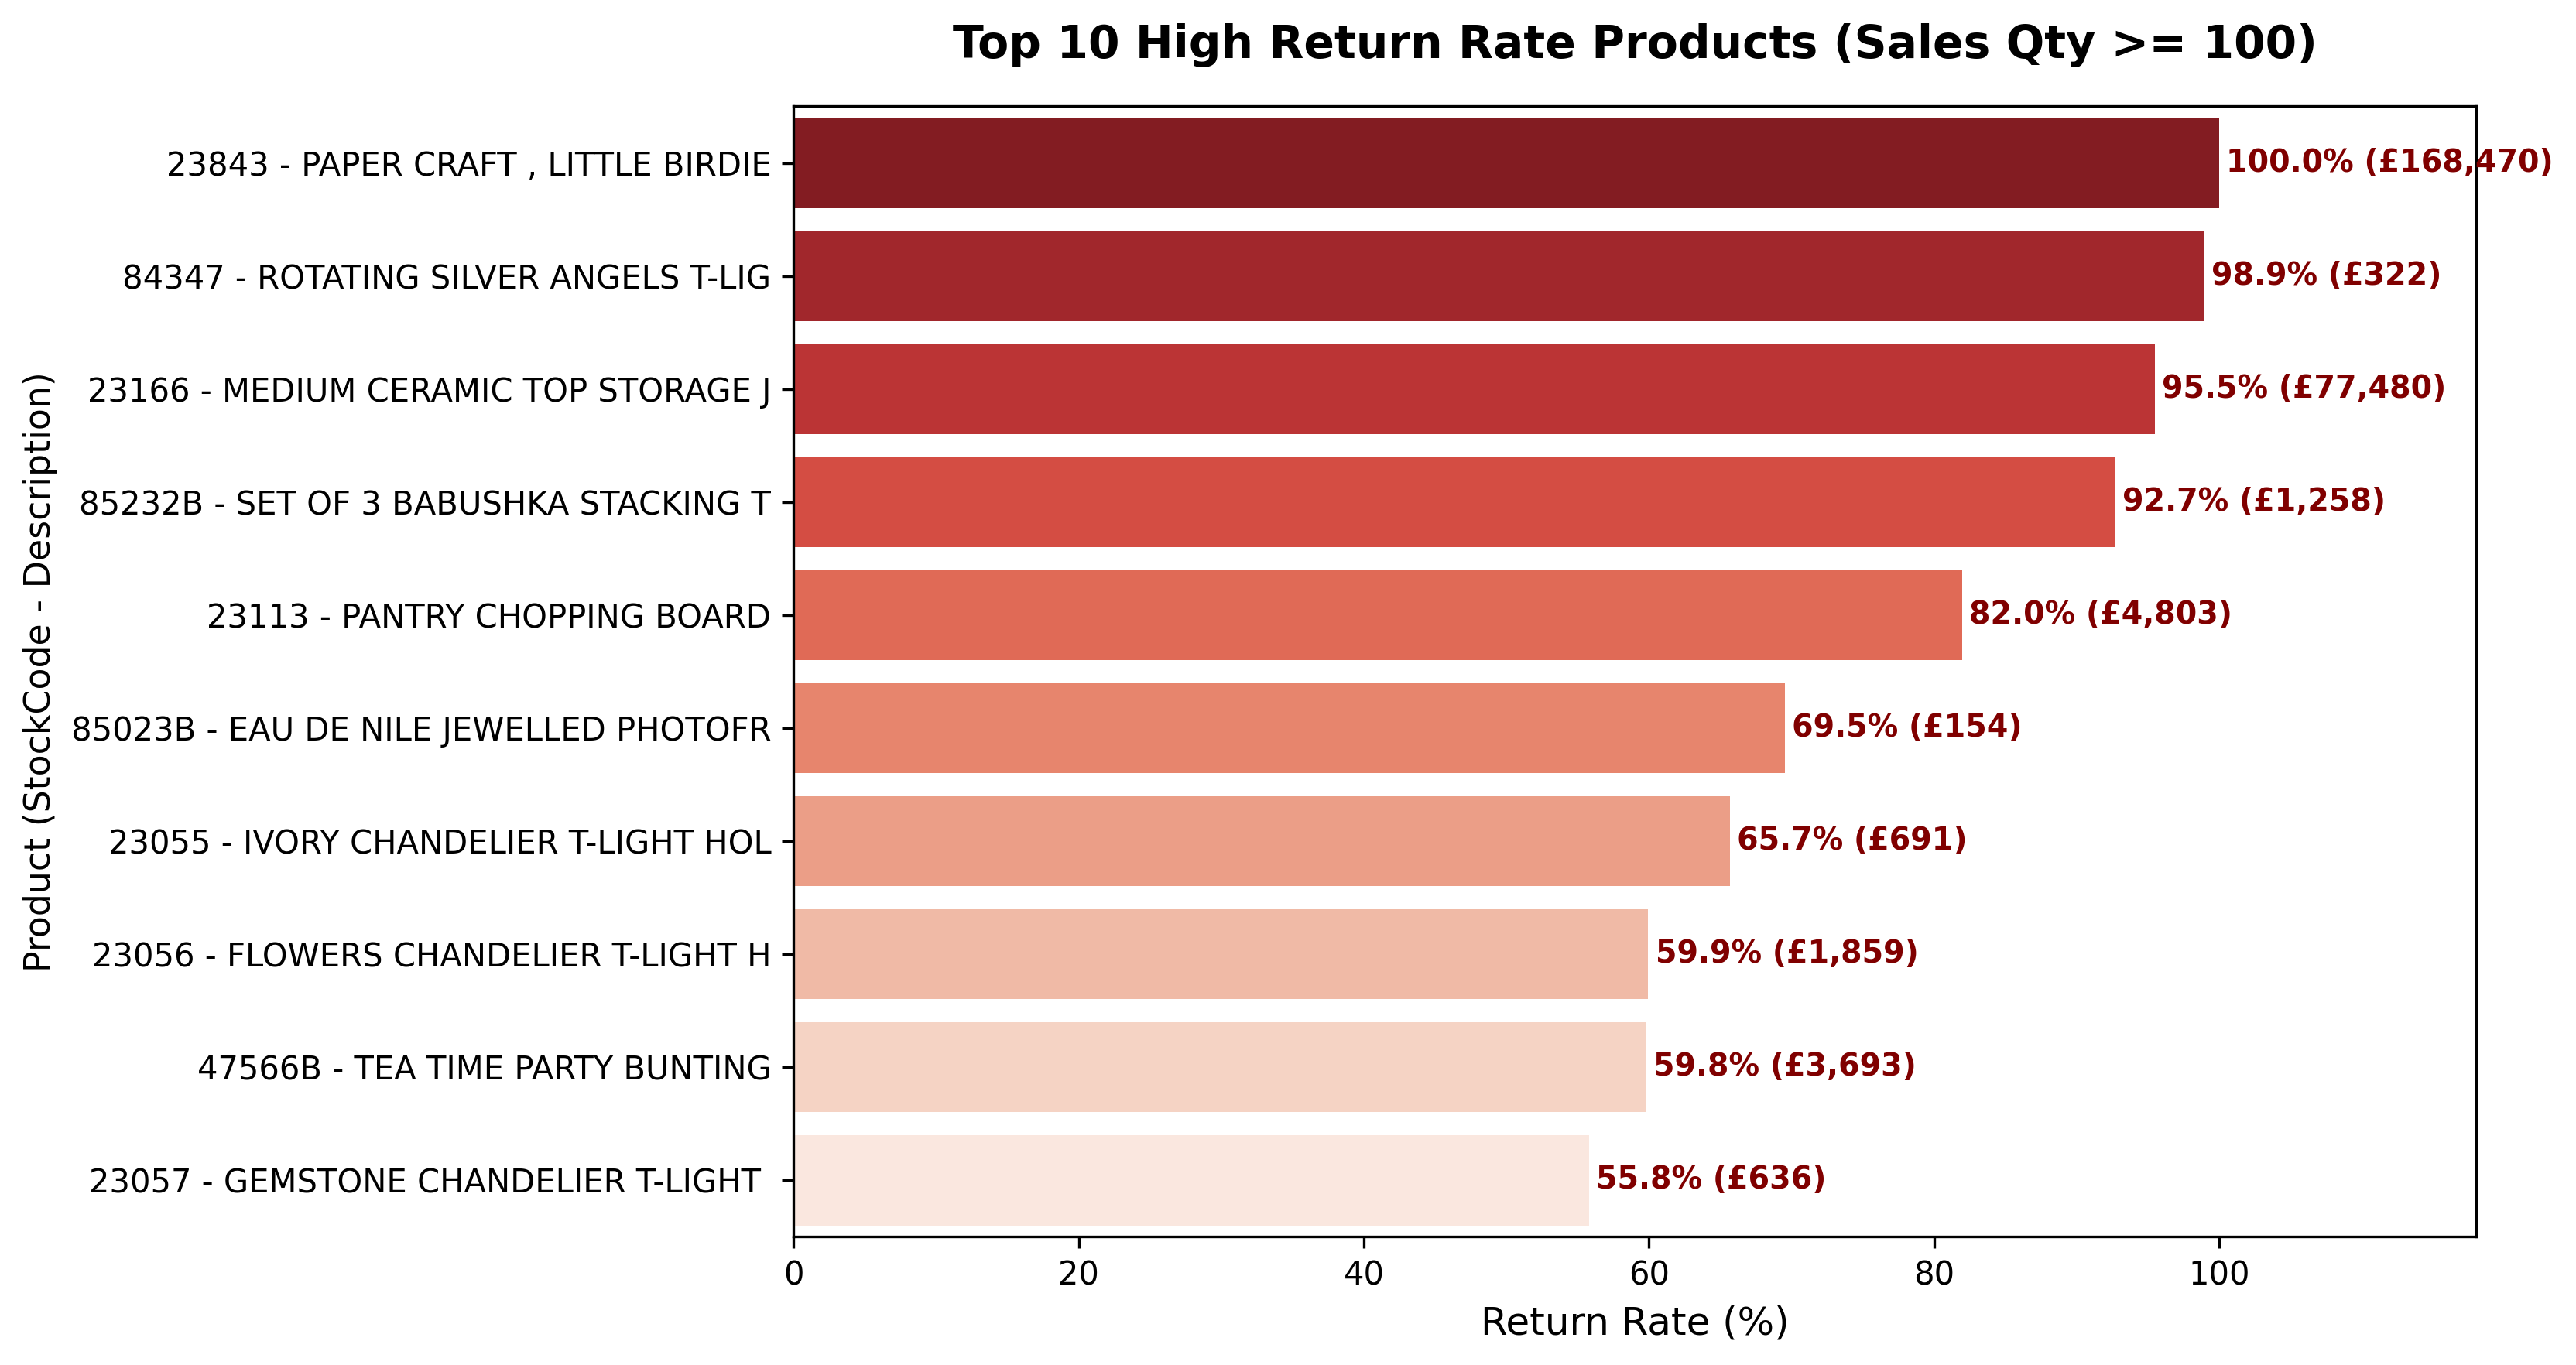 Top 10 High Return Rate Products (Sales Qty >= 100)
Product (StockCode - Description)
23843 - PAPER CRAFT , LITTLE BIRDIE
100.0% (£168,470)
84347 - ROTATING SILVER ANGELS T-LIG
98.9% (£322)
23166 - MEDIUM CERAMIC TOP STORAGE J
95.5% (£77,480)
85232B - SET OF 3 BABUSHKA STACKING T
92.7% (£1,258)
23113 - PANTRY CHOPPING BOARD
82.0% (£4,803)
85023B - EAU DE NILE JEWELLED PHOTOFR
69.5% (£154)
23055 - IVORY CHANDELIER T-LIGHT HOL
65.7% (£691)
23056 - FLOWERS CHANDELIER T-LIGHT H
59.9% (£1,859)
47566B - TEA TIME PARTY BUNTING
59.8% (£3,693)
23057 - GEMSTONE CHANDELIER T-LIGHT
55.8% (£636)
0 20 40 60 80 100
Return Rate (%)